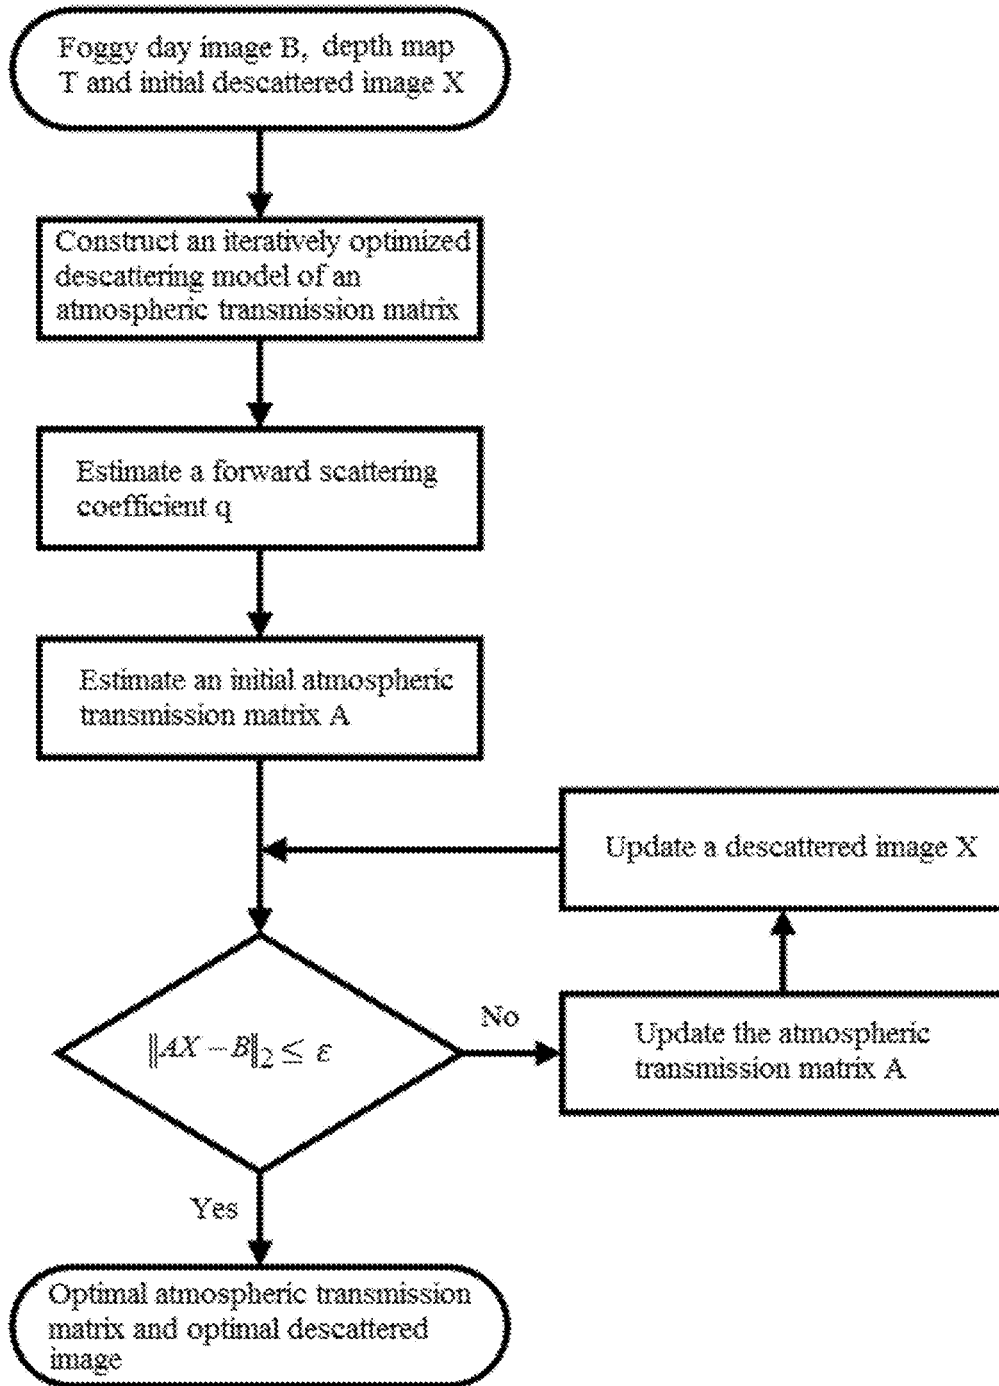 Foggy day image B, depth map
T and initial descattered image X
Construct an iteratively optimized
descattering model of an
atmospheric transmission matrix
Estimate a forward scattering
coefficient q
Estimate an initial atmospheric
transmission matrix A
Update a descattered image X
No
Update the atmospheric
transmission matrix A
‖AX − B‖₂ ≤ ε
Yes
Optimal atmospheric transmission
matrix and optimal descattered
image